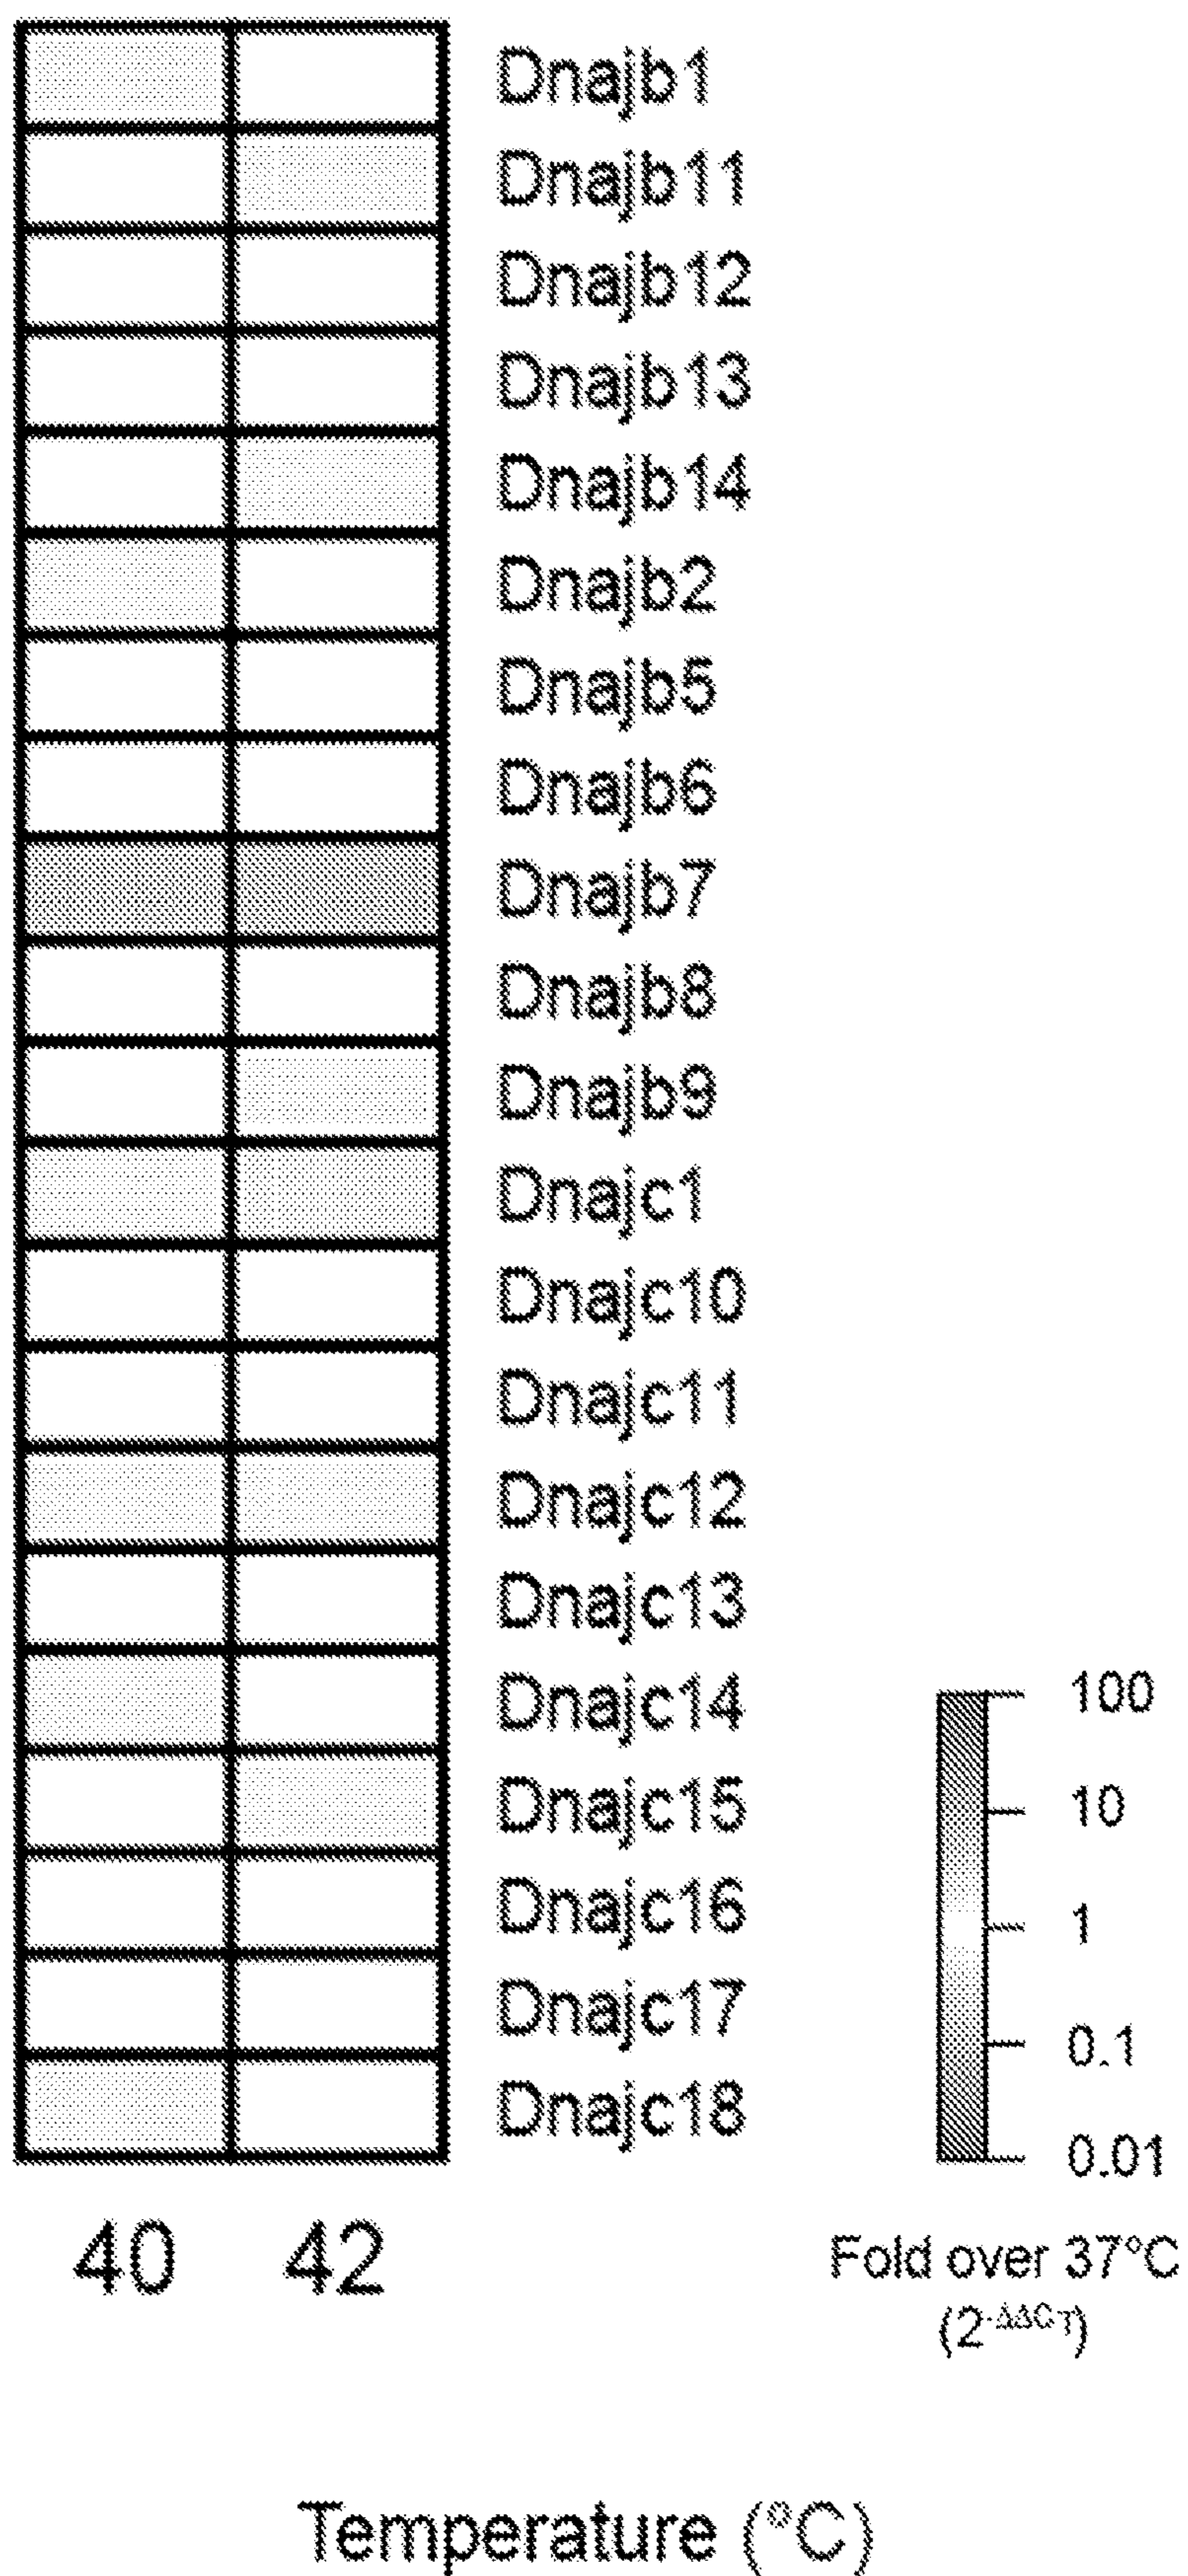 Dnajb1
Dnajb11
Dnajb12
Dnajb13
Dnajb14
Dnajb2
Dnajb5
Dnajb6
Dnajb7
Dnajb8
Dnajb9
Dnajc1
Dnajc10
Dnajc11
Dnajc12
Dnajc13
Dnajc14
Dnajc15
Dnajc16
Dnajc17
Dnajc18
40 42
100
10
1
0.1
0.01
Fold over 37°C
(2-ΔΔCT)
Temperature (°C)